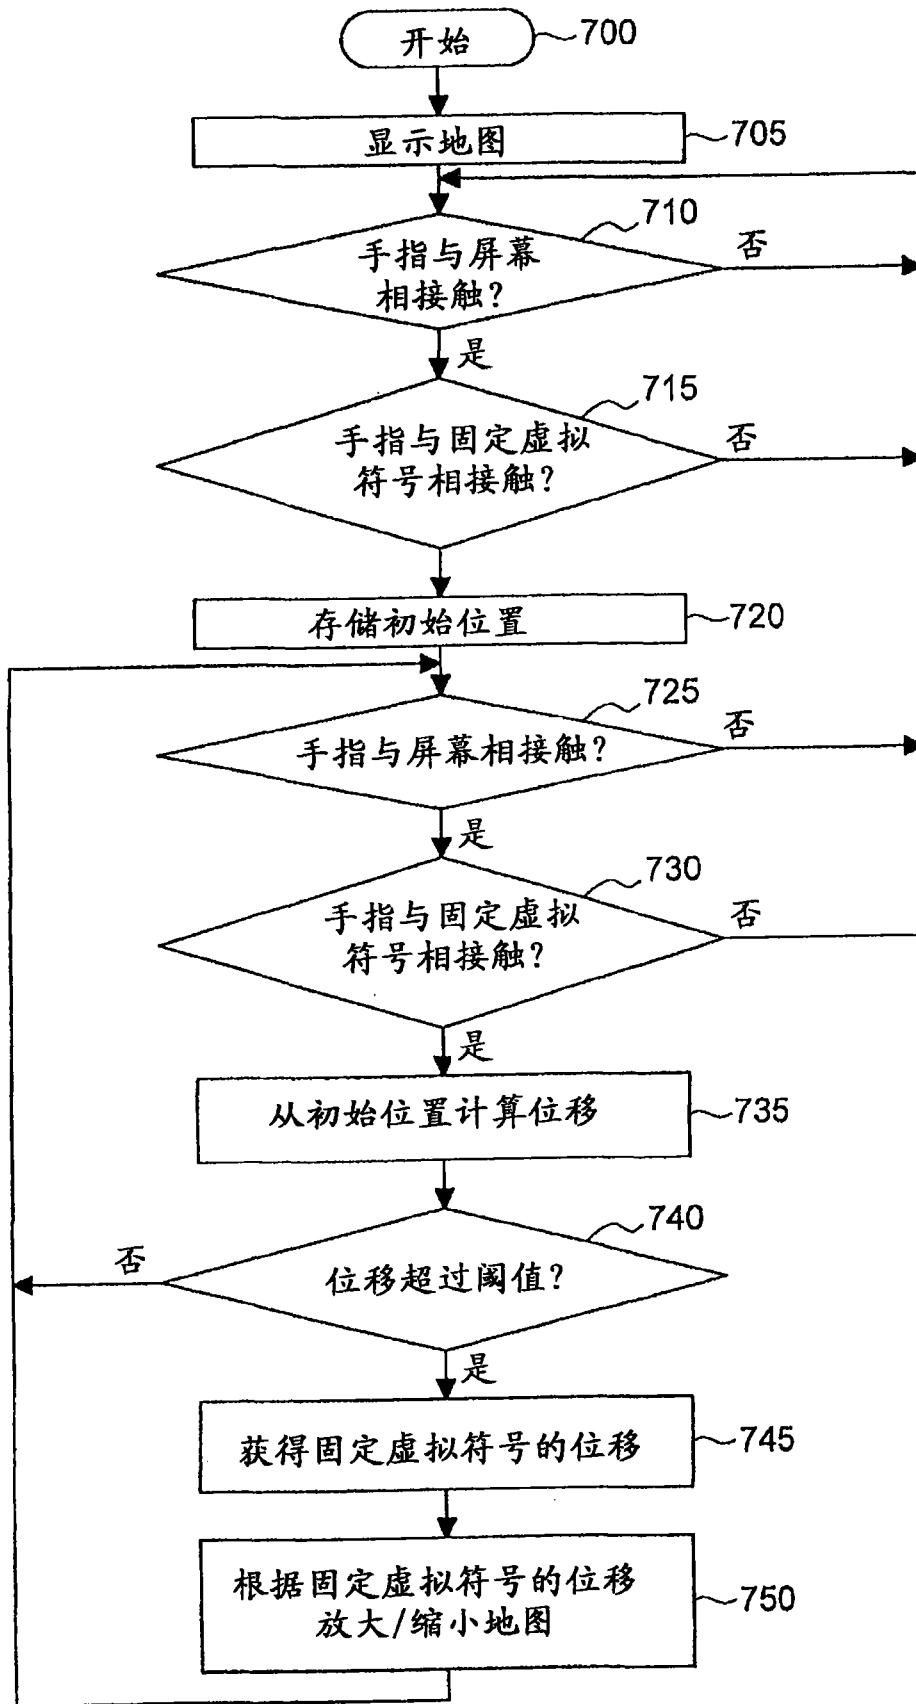 开始
700
显示地图
705
710
手指与屏幕
相接触?
否
是
715
手指与固定虚拟
符号相接触?
否
存储初始位置
720
725
手指与屏幕相接触?
否
是
730
手指与固定虚拟
符号相接触?
否
是
从初始位置计算位移
735
740
位移超过阈值?
否
是
获得固定虚拟符号的位移
745
根据固定虚拟符号的位移
放大/缩小地图
750